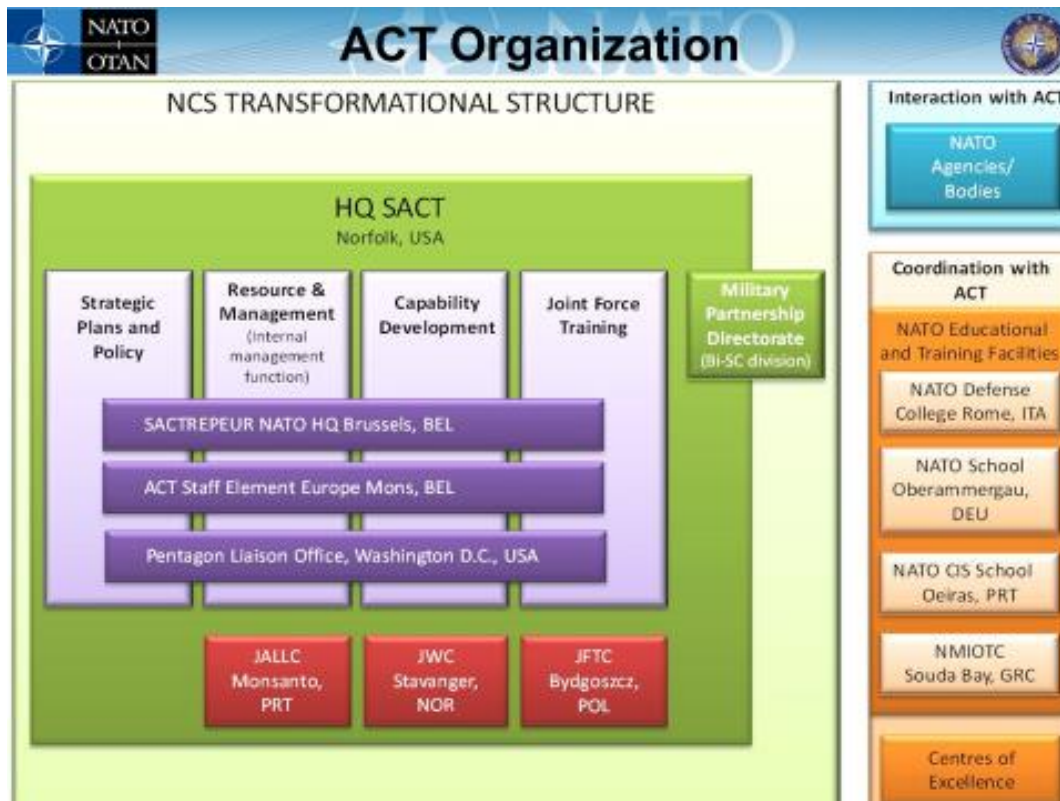 NATO
OTAN
ACT Organization
NCS TRANSFORMATIONAL STRUCTURE
HQ SACT
Norfolk, USA
Strategic
Plans and
Policy
Resource &
Management
(Internal
management
function)
Capability
Development
Joint Force
Training
Military
Partnership
Directorate
(Bi-SC division)
SACTREPEUR NATO HQ Brussels, BEL
ACT Staff Element Europe Mons, BEL
Pentagon Liaison Office, Washington D.C., USA
JALLC
Monsanto,
PRT
JWC
Stavanger,
NOR
JFTC
Bydgoszcz,
POL
Interaction with ACT
NATO
Agencies/
Bodies
Coordination with
ACT
NATO Educational
and Training Facilities
NATO Defense
College Rome, ITA
NATO School
Oberammergau,
DEU
NATO CIS School
Oeiras, PRT
NMIOTC
Souda Bay, GRC
Centres of
Excellence